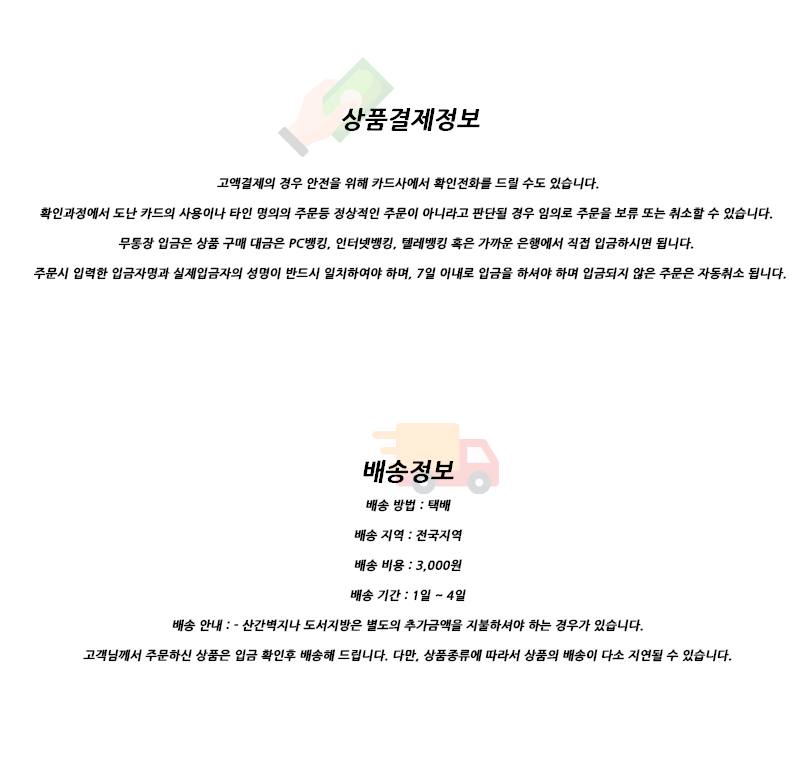 상품결제정보
고액결제의 경우 안전을 위해 카드사에서 확인전화를 드릴 수도 있습니다.
확인과정에서 도난 카드의 사용이나 타인 명의의 주문등 정상적인 주문이 아니라고 판단될 경우 임의로 주문을 보류 또는 취소할 수 있습니다.
무통장 입금은 상품 구매 대금은 PC뱅킹, 인터넷뱅킹, 텔레뱅킹 혹은 가까운 은행에서 직접 입금하시면 됩니다.
주문시 입력한 입금자명과 실제입금자의 성명이 반드시 일치하여야 하며, 7일 이내로 입금을 하셔야 하며 입금되지 않은 주문은 자동취소 됩니다.
배송정보
배송 방법 : 택배
배송 지역 : 전국지역
배송 비용 : 3,000원
배송 기간 : 1일 ~ 4일
배송 안내 : - 산간벽지나 도서지방은 별도의 추가금액을 지불하셔야 하는 경우가 있습니다.
고객님께서 주문하신 상품은 입금 확인후 배송해 드립니다. 다만, 상품종류에 따라서 상품의 배송이 다소 지연될 수 있습니다.